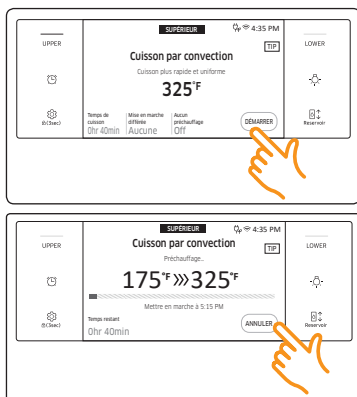 SUPÉRIEUR 4:35 PM
UPPER
TIP
LOWER
Cuisson par convection
Cuisson plus rapide et uniforme
325°F
Temps de cuisson
0hr 40min
Mise en marche différée
Aucune
Aucun préchauffage
Off
DÉMARRER
(3sec)
Reservoir
SUPÉRIEUR 4:35 PM
UPPER
TIP
LOWER
Cuisson par convection
Préchauffage..
175°F 325°F
Mettre en marche à 5:15 PM
Temps restant
0hr 40min
ANNULER
(3sec)
Reservoir